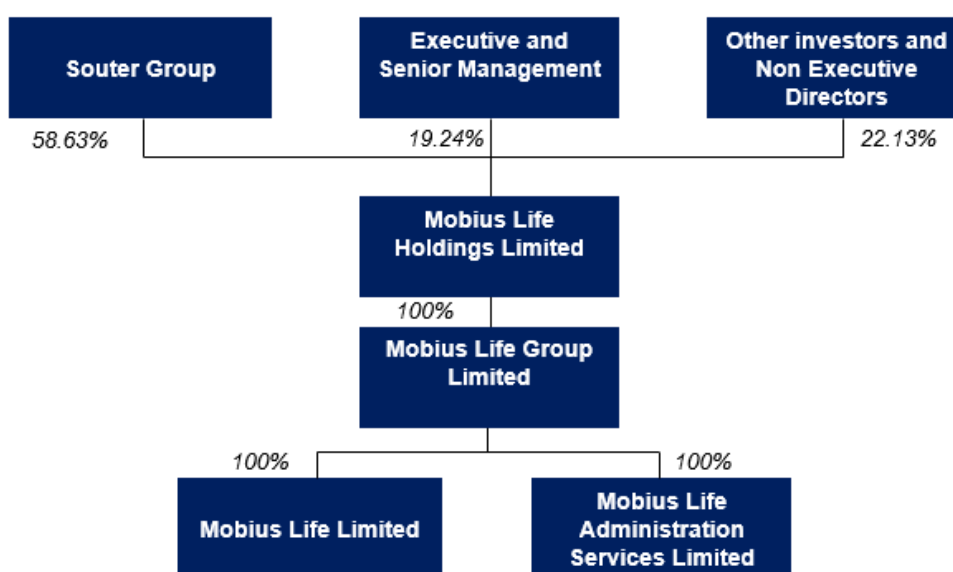 Souter Group
Executive and
Senior Management
Other investors and
Non Executive
Directors
58.63%
19.24%
22.13%
Mobius Life
Holdings Limited
100%
Mobius Life Group
Limited
100%
100%
Mobius Life Limited
Mobius Life
Administration
Services Limited